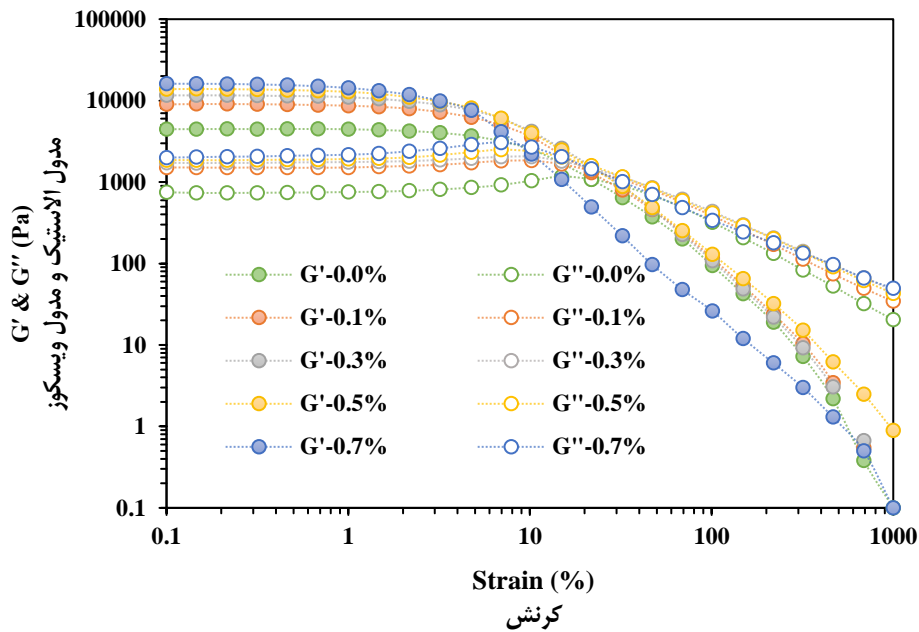 100000
10000
1000
100
10
1
0.1
0.1
1
10
100
1000
G' & G'' (Pa)
مدول الاستیک و مدول ویسکوز
G'-0.0%
G''-0.0%
G'-0.1%
G''-0.1%
G'-0.3%
G''-0.3%
G'-0.5%
G''-0.5%
G'-0.7%
G''-0.7%
Strain (%)
کرنش